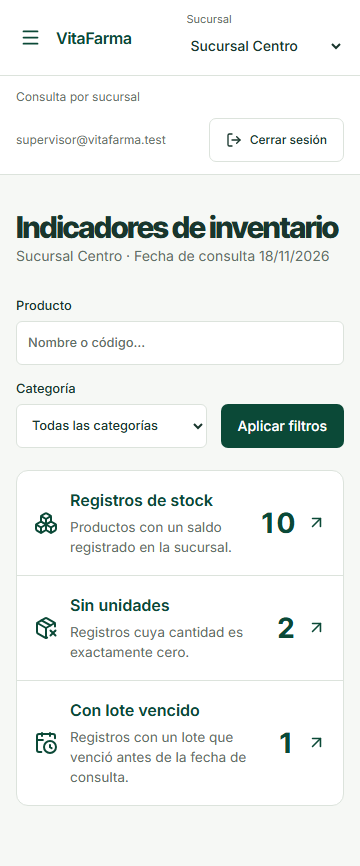 Sucursal
VitaFarma
Sucursal Centro
Consulta por sucursal
supervisor@vitafarma.test
Cerrar sesión
Indicadores de inventario
Sucursal Centro · Fecha de consulta 18/11/2026
Producto
Nombre o código...
Categoría
Todas las categorías
Aplicar filtros
Registros de stock
Productos con un saldo
registrado en la sucursal.
10
Sin unidades
Registros cuya cantidad es
exactamente cero.
2
Con lote vencido
Registros con un lote que
venció antes de la fecha de
consulta.
1